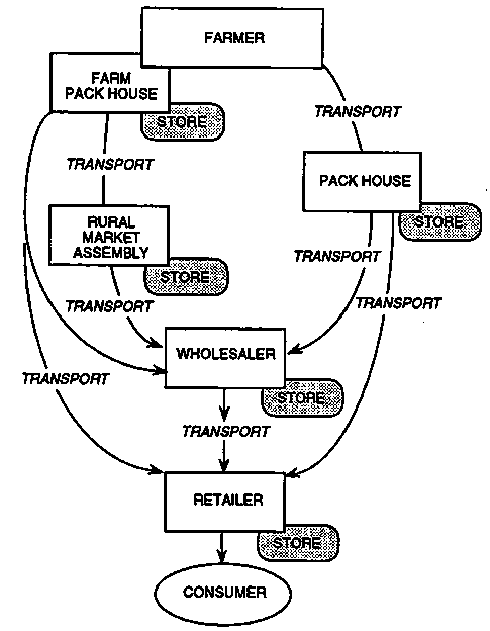 FARMER
FARM
PACK HOUSE
STORE
TRANSPORT
TRANSPORT
PACK HOUSE
STORE
RURAL
MARKET
ASSEMBLY
STORE
TRANSPORT
TRANSPORT
TRANSPORT
WHOLESALER
TRANSPORT
STORE
TRANSPORT
RETAILER
STORE
CONSUMER